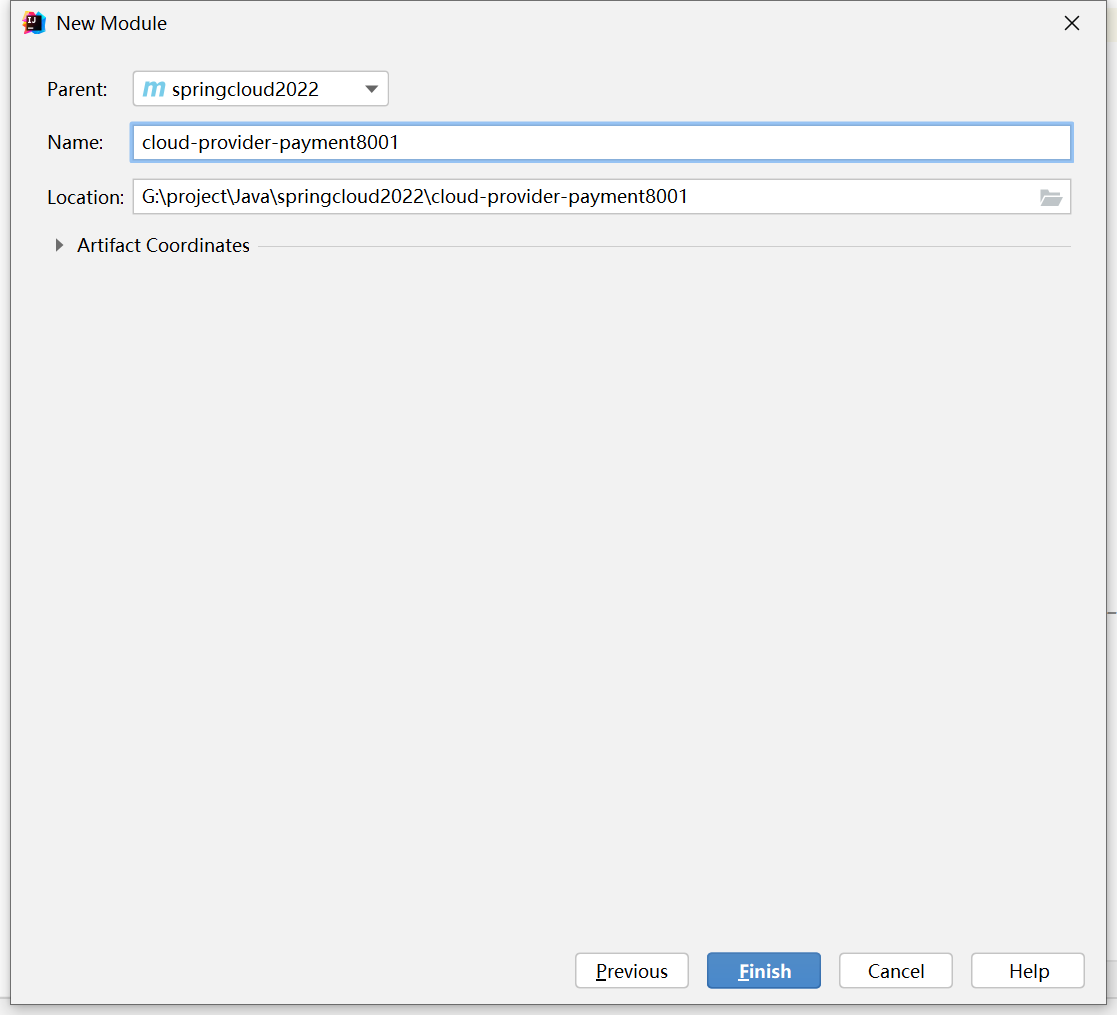 New Module
Parent: m springcloud2022
Name: cloud-provider-payment8001
Location: G:\project\Java\springcloud2022\cloud-provider-payment8001
Artifact Coordinates
Previous Finish Cancel Help